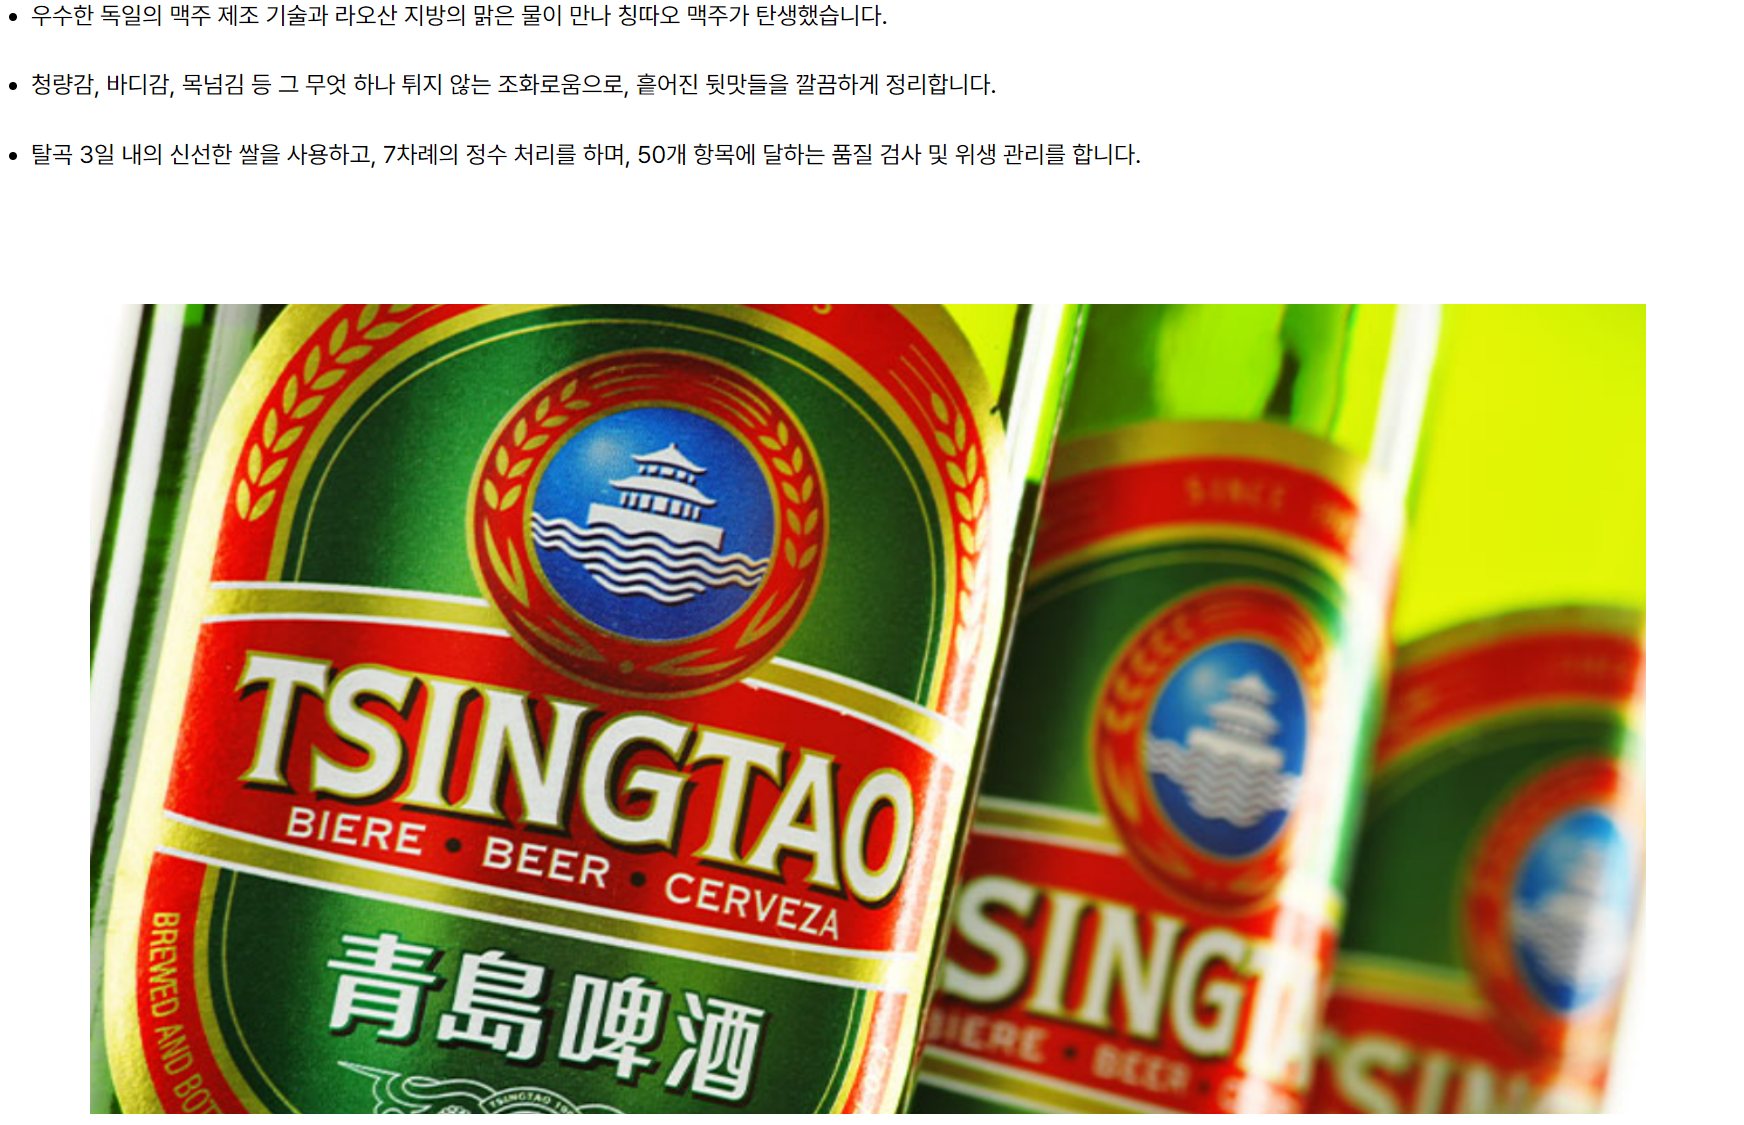 우수한 독일의 맥주 제조 기술과 라오산 지방의 맑은 물이 만나 칭따오 맥주가 탄생했습니다.
청량감, 바디감, 목넘김 등 그 무엇 하나 튀지 않는 조화로움으로, 흩어진 뒷맛들을 깔끔하게 정리합니다.
탈곡 3일 내의 신선한 쌀을 사용하고, 7차례의 정수 처리를 하며, 50개 항목에 달하는 품질 검사 및 위생 관리를 합니다.
TSINGTAO
BIERE • BEER • CERVEZA
青島啤酒
BREWED AND BOT
TSINGTAO
SINCE
SINGT
BIERE • BEER •
TSIN